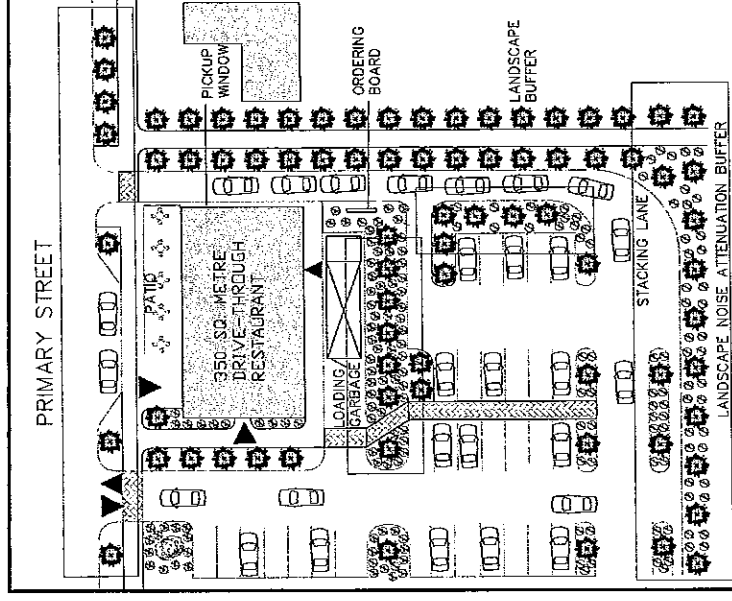 PRIMARY STREET
PATIO
350 SQ. METRE
DRIVE-THROUGH
RESTAURANT
PICKUP
WINDOW
ORDERING
BOARD
LANDSCAPE
BUFFER
LOADING/
GARBAGE
STACKING LANE
LANDSCAPE NOISE ATTENUATION BUFFER